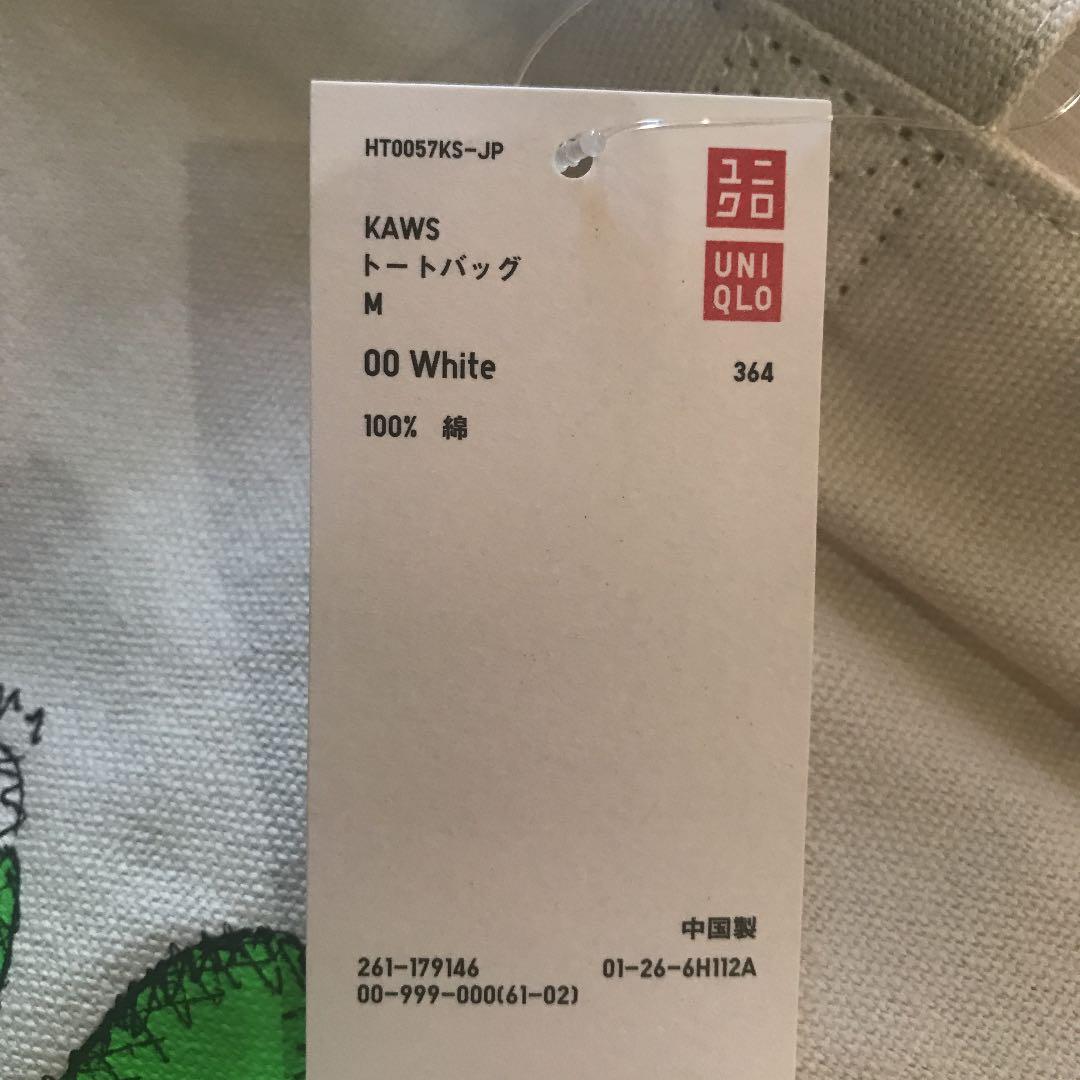 HT0057KS-JP
ユニ
クロ
UNI
QLO
KAWS
トートバッグ
M
00 White
364
100% 綿
中国製
261-179146
01-26-6H112A
00-999-000(61-02)